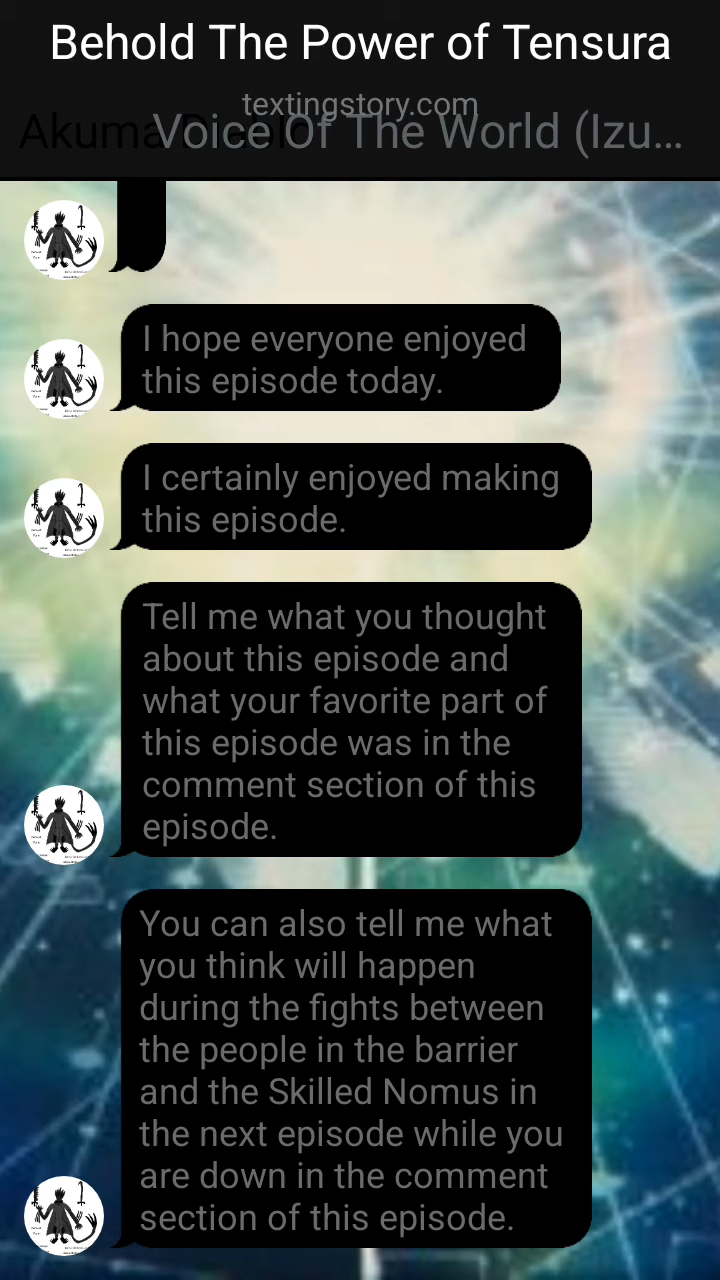 Behold The Power of Tensura
textingstory.com
Akuma
Voice Of The World (Izu...
I hope everyone enjoyed
this episode today.
I certainly enjoyed making
this episode.
Tell me what you thought
about this episode and
what your favorite part of
this episode was in the
comment section of this
episode.
You can also tell me what
you think will happen
during the fights between
the people in the barrier
and the Skilled Nomus in
the next episode while you
are down in the comment
section of this episode.